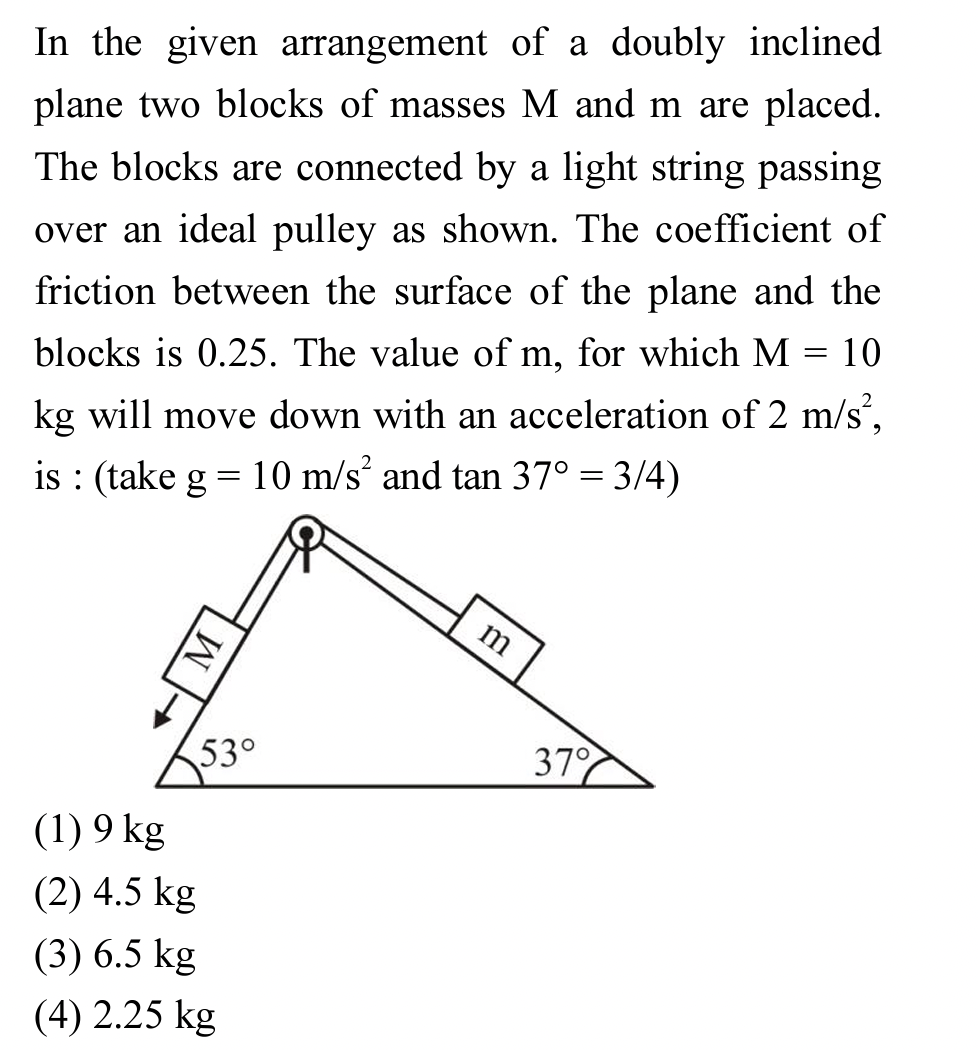 In the given arrangement of a doubly inclined
plane two blocks of masses M and m are placed.
The blocks are connected by a light string passing
over an ideal pulley as shown. The coefficient of
friction between the surface of the plane and the
blocks is 0.25. The value of m, for which M = 10
kg will move down with an acceleration of 2 m/s²,
is : (take g = 10 m/s² and tan 37° = 3/4)
M
m
53°
37°
(1) 9 kg
(2) 4.5 kg
(3) 6.5 kg
(4) 2.25 kg